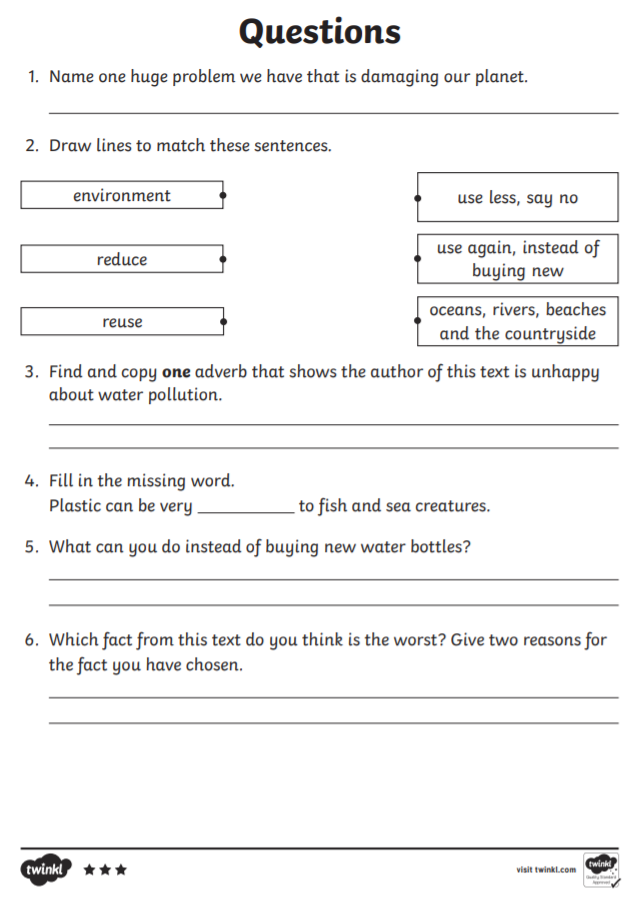 Questions
1. Name one huge problem we have that is damaging our planet.
2. Draw lines to match these sentences.
environment
use less, say no
reduce
use again, instead of
buying new
reuse
oceans, rivers, beaches
and the countryside
3. Find and copy one adverb that shows the author of this text is unhappy
about water pollution.
4. Fill in the missing word.
Plastic can be very ___________ to fish and sea creatures.
5. What can you do instead of buying new water bottles?
6. Which fact from this text do you think is the worst? Give two reasons for
the fact you have chosen.
twinkl
visit twinkl.com
twinkl
Quality Standard
Approved